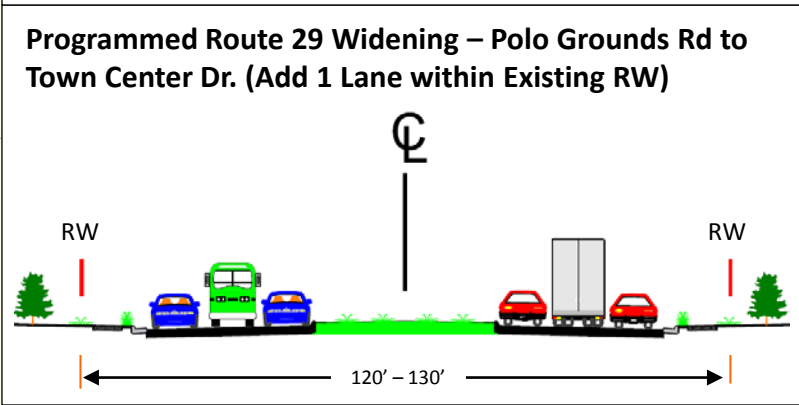 Programmed Route 29 Widening – Polo Grounds Rd to
Town Center Dr. (Add 1 Lane within Existing RW)
℄
RW
RW
120’ – 130’